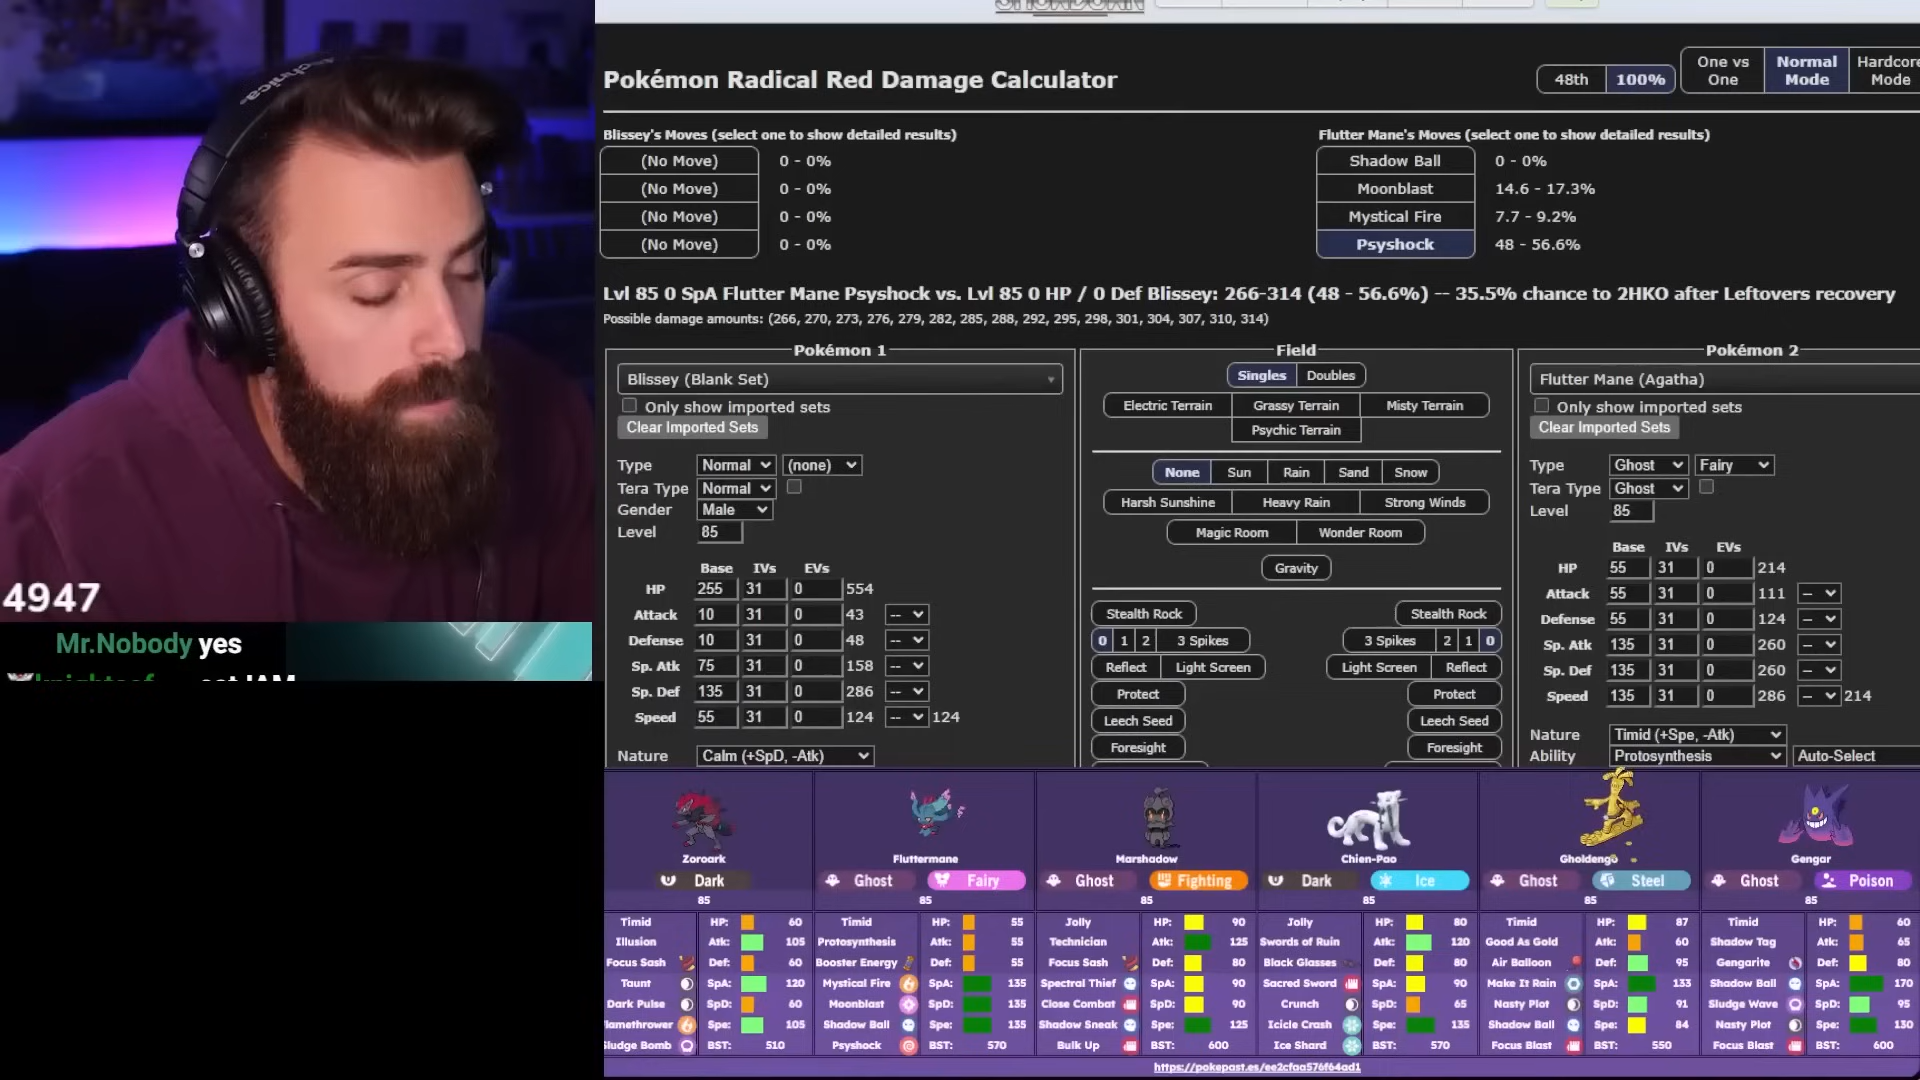 SHOWDOWN
Pokémon Radical Red Damage Calculator
48th 100% One vs One Normal Mode Hardcore Mode
Blissey's Moves (select one to show detailed results)
(No Move) 0 - 0%
(No Move) 0 - 0%
(No Move) 0 - 0%
(No Move) 0 - 0%
Flutter Mane's Moves (select one to show detailed results)
Shadow Ball 0 - 0%
Moonblast 14.6 - 17.3%
Mystical Fire 7.7 - 9.2%
Psyshock 48 - 56.6%
Lvl 85 0 SpA Flutter Mane Psyshock vs. Lvl 85 0 HP / 0 Def Blissey: 266-314 (48 - 56.6%) -- 35.5% chance to 2HKO after Leftovers recovery
Possible damage amounts: (266, 270, 273, 276, 279, 282, 285, 288, 292, 295, 298, 301, 304, 307, 310, 314)
Pokémon 1
Blissey (Blank Set)
Only show imported sets
Clear Imported Sets
Type Normal (none)
Tera Type Normal
Gender Male
Level 85
Base IVs EVs
HP 255 31 0 554
Attack 10 31 0 43 --
Defense 10 31 0 48 --
Sp. Atk 75 31 0 158 --
Sp. Def 135 31 0 286 --
Speed 55 31 0 124 -- 124
Nature Calm (+SpD, -Atk)
Field
Singles Doubles
Electric Terrain Grassy Terrain Misty Terrain
Psychic Terrain
None Sun Rain Sand Snow
Harsh Sunshine Heavy Rain Strong Winds
Magic Room Wonder Room
Gravity
Stealth Rock Stealth Rock
0 1 2 3 Spikes 3 Spikes 2 1 0
Reflect Light Screen Light Screen Reflect
Protect Protect
Leech Seed Leech Seed
Foresight Foresight
Pokémon 2
Flutter Mane (Agatha)
Only show imported sets
Clear Imported Sets
Type Ghost Fairy
Tera Type Ghost
Level 85
Base IVs EVs
HP 55 31 0 214
Attack 55 31 0 111 --
Defense 55 31 0 124 --
Sp. Atk 135 31 0 260 --
Sp. Def 135 31 0 260 --
Speed 135 31 0 286 -- 214
Nature Timid (+Spe, -Atk)
Ability Protosynthesis Auto-Select
4947
Mr.Nobody yes
Zoroark
Dark
85
Timid HP: 60
Illusion Atk: 105
Focus Sash Def: 60
Taunt SpA: 120
Dark Pulse SpD: 60
lamethrower Spe: 105
Sludge Bomb BST: 510
Fluttermane
Ghost Fairy
85
Timid HP: 55
Protosynthesis Atk: 55
Booster Energy Def: 55
Mystical Fire SpA: 135
Moonblast SpD: 135
Shadow Ball Spe: 135
Psyshock BST: 570
Marshadow
Ghost Fighting
85
Jolly HP: 90
Technician Atk: 125
Focus Sash Def: 80
Spectral Thief SpA: 90
Close Combat SpD: 90
Shadow Sneak Spe: 125
Bulk Up BST: 600
Chien-Pao
Dark Ice
85
Jolly HP: 80
Swords of Ruin Atk: 120
Black Glasses Def: 80
Sacred Sword SpA: 90
Crunch SpD: 65
Icicle Crash Spe: 135
Ice Shard BST: 570
Gholdengo
Ghost Steel
85
Timid HP: 87
Good As Gold Atk: 60
Air Balloon Def: 95
Make It Rain SpA: 133
Nasty Plot SpD: 91
Shadow Ball Spe: 84
Focus Blast BST: 550
Gengar
Ghost Poison
85
Timid HP: 60
Shadow Tag Atk: 65
Gengarite Def: 80
Shadow Ball SpA: 170
Sludge Wave SpD: 95
Nasty Plot Spe: 130
Focus Blast BST: 600
https://pokepast.es/ee2cfaa576f64ad1